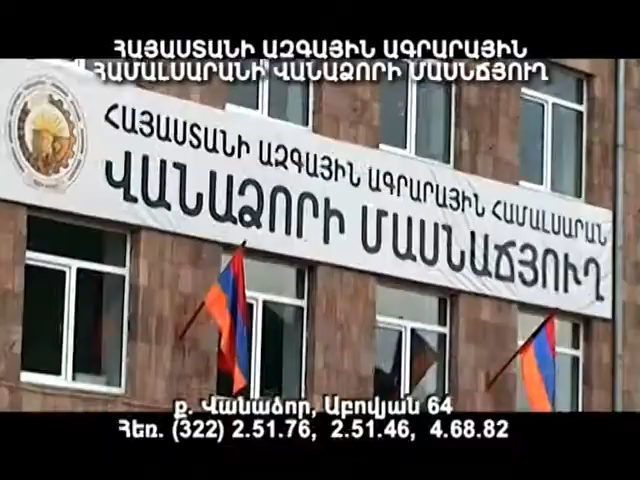 ՀԱՅԱՍՏԱՆԻ ԱԶԳԱՅԻՆ ԱԳՐԱՐԱՅԻՆ
ՀԱՄԱԼՍԱՐԱՆԻ ՎԱՆԱՁՈՐԻ ՄԱՍՆՃՅՈՒՂ
ՀԱՅԱՍՏԱՆԻ ԱԶԳԱՅԻՆ ԱԳՐԱՐԱՅԻՆ ՀԱՄԱԼՍԱՐԱՆ
ՎԱՆԱՁՈՐԻ ՄԱՍՆԱՃՅՈՒՂ
ք. Վանաձոր, Աբովյան 64
Հեռ. (322) 2.51.76, 2.51.46, 4.68.82